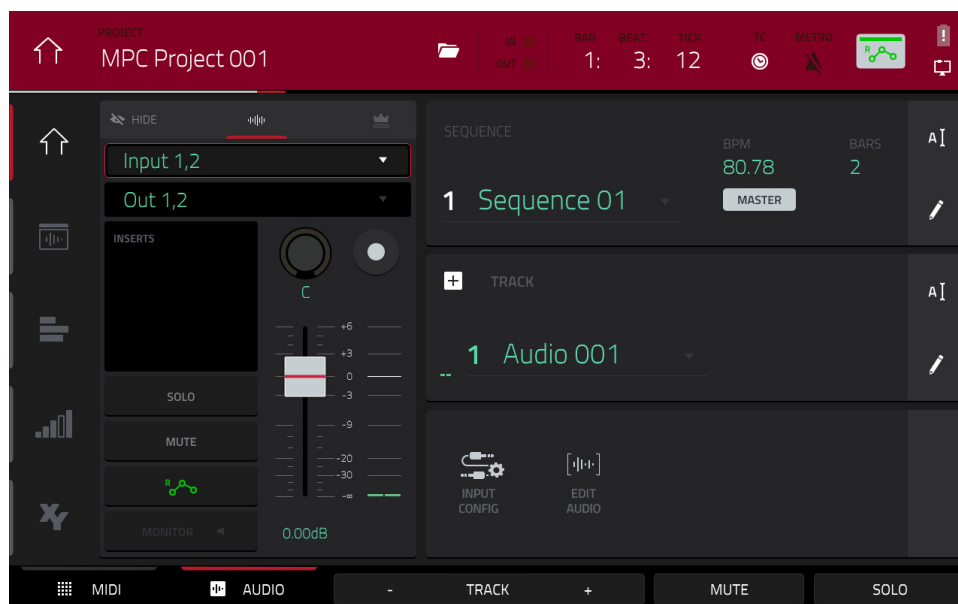 PROJECT
MPC Project 001
IN
OUT
BAR BEAT TICK
1: 3: 12
TC
METRO
R
HIDE
Input 1,2
Out 1,2
INSERTS
C
+6
+3
0
-3
-9
-20
-30
-∞
SOLO
MUTE
R
MONITOR
0.00dB
SEQUENCE
1 Sequence 01
BPM
80.78
MASTER
BARS
2
A
TRACK
1 Audio 001
--
A
INPUT
CONFIG
EDIT
AUDIO
XY
MIDI
AUDIO
- TRACK +
MUTE
SOLO